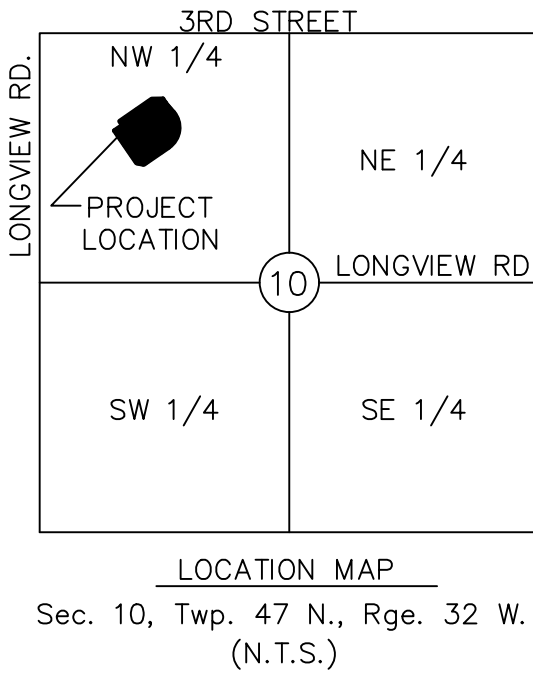 3RD STREET
NW 1/4
LONGVIEW RD.
NE 1/4
PROJECT
LOCATION
LONGVIEW RD
10
SW 1/4
SE 1/4
LOCATION MAP
Sec. 10, Twp. 47 N., Rge. 32 W.
(N.T.S.)